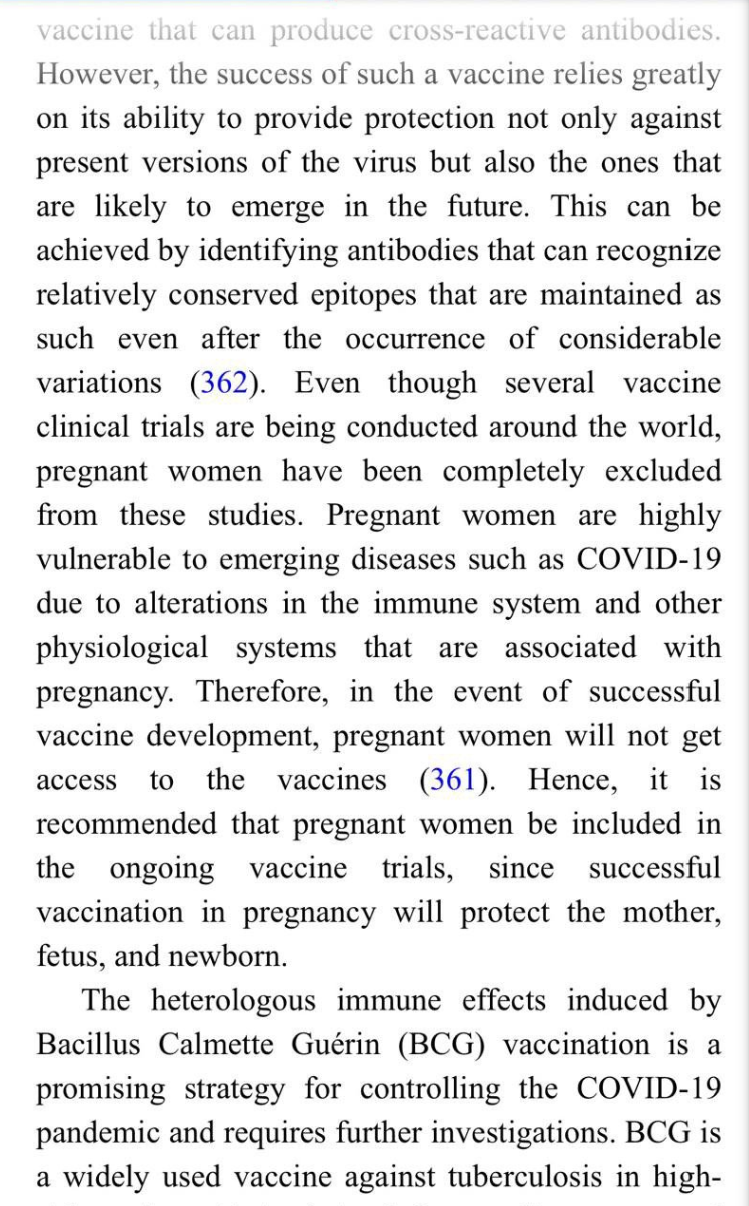 vaccine that can produce cross-reactive antibodies.
However, the success of such a vaccine relies greatly
on its ability to provide protection not only against
present versions of the virus but also the ones that
are likely to emerge in the future. This can be
achieved by identifying antibodies that can recognize
relatively conserved epitopes that are maintained as
such even after the occurrence of considerable
variations (362). Even though several vaccine
clinical trials are being conducted around the world,
pregnant women have been completely excluded
from these studies. Pregnant women are highly
vulnerable to emerging diseases such as COVID-19
due to alterations in the immune system and other
physiological systems that are associated with
pregnancy. Therefore, in the event of successful
vaccine development, pregnant women will not get
access to the vaccines (361). Hence, it is
recommended that pregnant women be included in
the ongoing vaccine trials, since successful
vaccination in pregnancy will protect the mother,
fetus, and newborn.
The heterologous immune effects induced by
Bacillus Calmette Guérin (BCG) vaccination is a
promising strategy for controlling the COVID-19
pandemic and requires further investigations. BCG is
a widely used vaccine against tuberculosis in high-